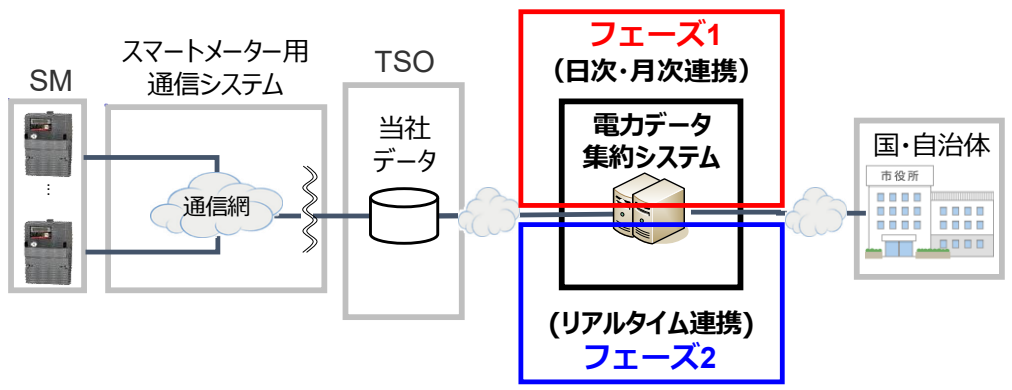 SM
⋮
スマートメーター用
通信システム
通信網
TSO
当社
データ
フェーズ1
（日次・月次連携）
電力データ
集約システム
(リアルタイム連携)
フェーズ2
国・自治体
市役所